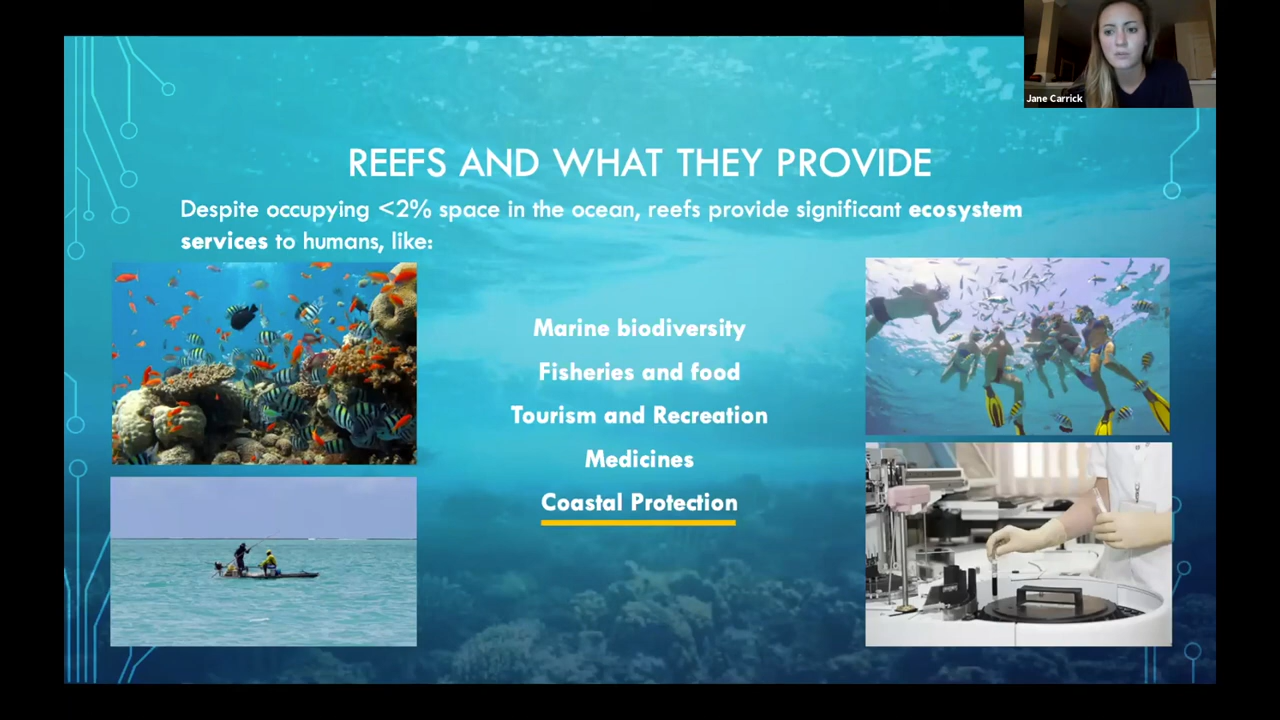 Jane Carrick
REEFS AND WHAT THEY PROVIDE
Despite occupying <2% space in the ocean, reefs provide significant ecosystem
services to humans, like:
Marine biodiversity
Fisheries and food
Tourism and Recreation
Medicines
Coastal Protection